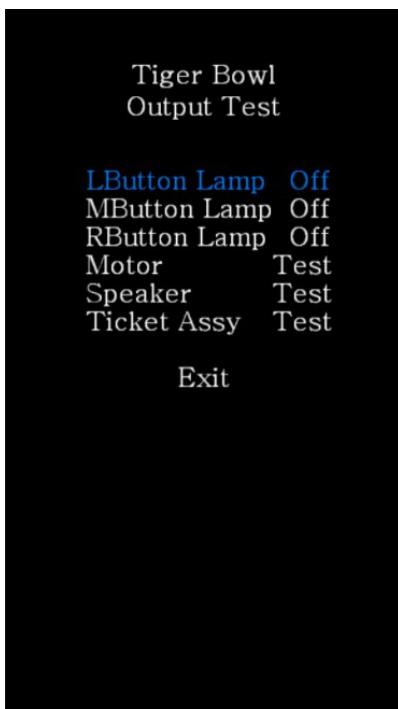 Tiger Bowl
Output Test
LButton Lamp Off
MButton Lamp Off
RButton Lamp Off
Motor Test
Speaker Test
Ticket Assy Test
Exit